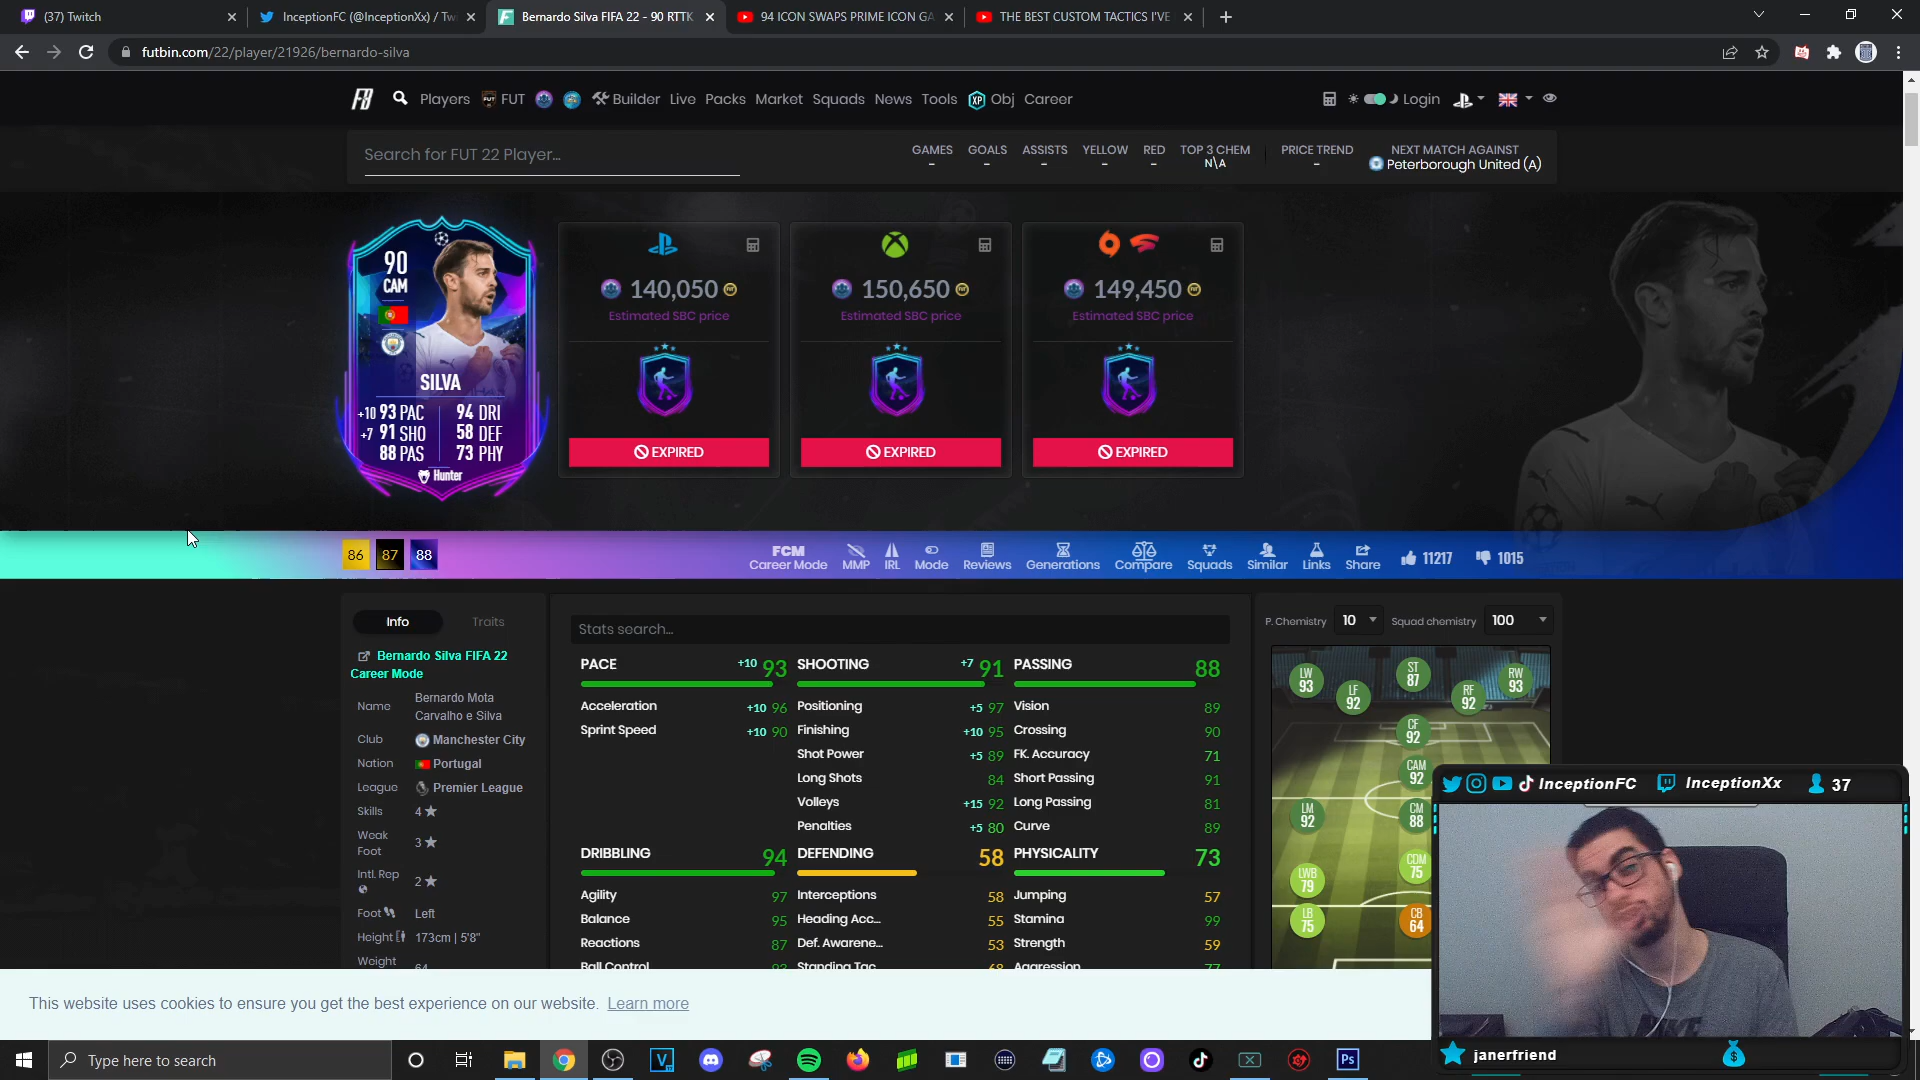 (37) Twitch
InceptionFC (@InceptionXx) / Tw
Bernardo Silva FIFA 22 - 90 RTTK
94 ICON SWAPS PRIME ICON GA
THE BEST CUSTOM TACTICS I'VE
futbin.com/22/player/21926/bernardo-silva
Players FUT Builder Live Packs Market Squads News Tools Obj Career Login
Search for FUT 22 Player...
GAMES GOALS ASSISTS YELLOW RED TOP 3 CHEM PRICE TREND NEXT MATCH AGAINST
- - - - - N\A - Peterborough United (A)
90
CAM
SILVA
+10 93 PAC 94 DRI
+7 91 SHO 58 DEF
88 PAS 73 PHY
Hunter
140,050
Estimated SBC price
EXPIRED
150,650
Estimated SBC price
EXPIRED
149,450
Estimated SBC price
EXPIRED
86 87 88
FCM
Career Mode MMP IRL Mode Reviews Generations Compare Squads Similar Links Share 11217 1015
Info Traits
Bernardo Silva FIFA 22
Career Mode
Name Bernardo Mota
Carvalho e Silva
Club Manchester City
Nation Portugal
League Premier League
Skills 4
Weak
Foot 3
Intl. Rep 2
Foot Left
Height 173cm | 5'8"
Weight
Stats search...
PACE +10 93
Acceleration +10 96
Sprint Speed +10 90
SHOOTING +7 91
Positioning +5 97
Finishing +10 95
Shot Power +5 89
Long Shots 84
Volleys +15 92
Penalties +5 80
PASSING 88
Vision 89
Crossing 90
FK. Accuracy 71
Short Passing 91
Long Passing 81
Curve 89
DRIBBLING 94
Agility 97
Balance 95
Reactions 87
Ball Control
DEFENDING 58
Interceptions 58
Heading Acc... 55
Def. Awarene... 53
Standing Tac
PHYSICALITY 73
Jumping 57
Stamina 99
Strength 59
Aggression
P. Chemistry 10 Squad chemistry 100
LW
93
ST
87
RW
93
LF
92
RF
92
CF
92
CAM
92
LM
92
CM
88
LWB
79
CDM
75
LB
75
CB
64
InceptionFC InceptionXx 37
janerfriend
This website uses cookies to ensure you get the best experience on our website. Learn more
Type here to search